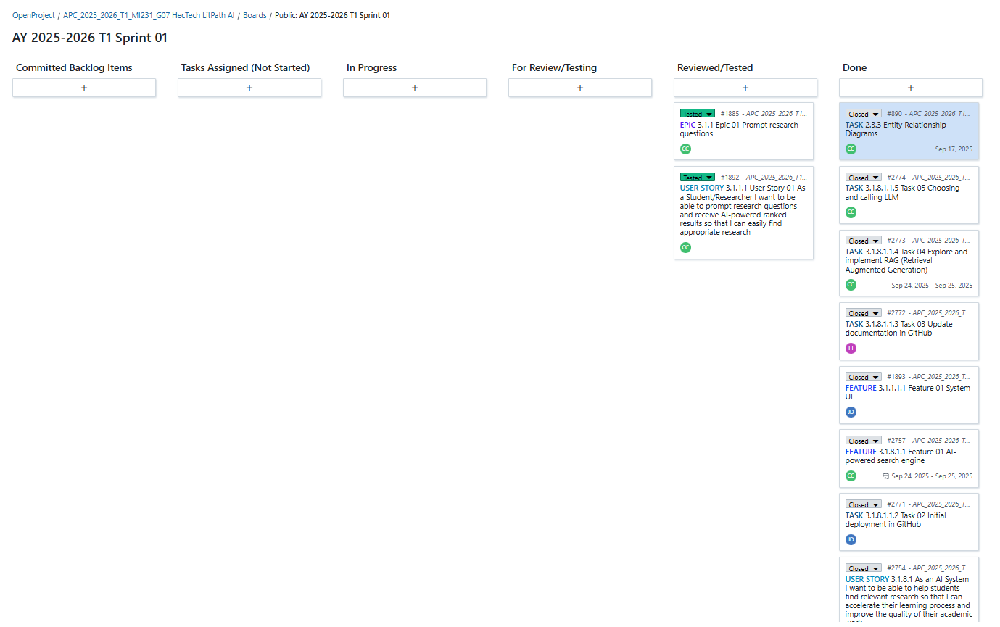 OpenProject / APC_2025_2026_T1_MI231_G07 HecTech LitPath AI / Boards / Public: AY 2025-2026 T1 Sprint 01
AY 2025-2026 T1 Sprint 01
Committed Backlog Items
+
Tasks Assigned (Not Started)
+
In Progress
+
For Review/Testing
+
Reviewed/Tested
+
Tested #1885 - APC_2025_2026_T1...
EPIC 3.1.1 Epic 01 Prompt research
questions
CC
Tested #1892 - APC_2025_2026_T1...
USER STORY 3.1.1.1 User Story 01 As
a Student/Researcher I want to be
able to prompt research questions
and receive AI-powered ranked
results so that I can easily find
appropriate research
CC
Done
+
Closed #890 - APC_2025_2026_T1...
TASK 2.3.3 Entity Relationship
Diagrams
CC Sep 17, 2025
Closed #2774 - APC_2025_2026_T...
TASK 3.1.8.1.1.5 Task 05 Choosing
and calling LLM
CC
Closed #2773 - APC_2025_2026_T...
TASK 3.1.8.1.1.4 Task 04 Explore and
implement RAG (Retrieval
Augmented Generation)
CC Sep 24, 2025 - Sep 25, 2025
Closed #2772 - APC_2025_2026_T...
TASK 3.1.8.1.1.3 Task 03 Update
documentation in GitHub
TT
Closed #1893 - APC_2025_2026_T...
FEATURE 3.1.1.1.1 Feature 01 System
UI
JD
Closed #2757 - APC_2025_2026_T...
FEATURE 3.1.8.1.1 Feature 01 AI-
powered search engine
CC Sep 24, 2025 - Sep 25, 2025
Closed #2771 - APC_2025_2026_T...
TASK 3.1.8.1.1.2 Task 02 Initial
deployment in GitHub
JD
Closed #2754 - APC_2025_2026_T...
USER STORY 3.1.8.1 As an AI System
I want to be able to help students
find relevant research so that I can
accelerate their learning process and
improve the quality of their academic